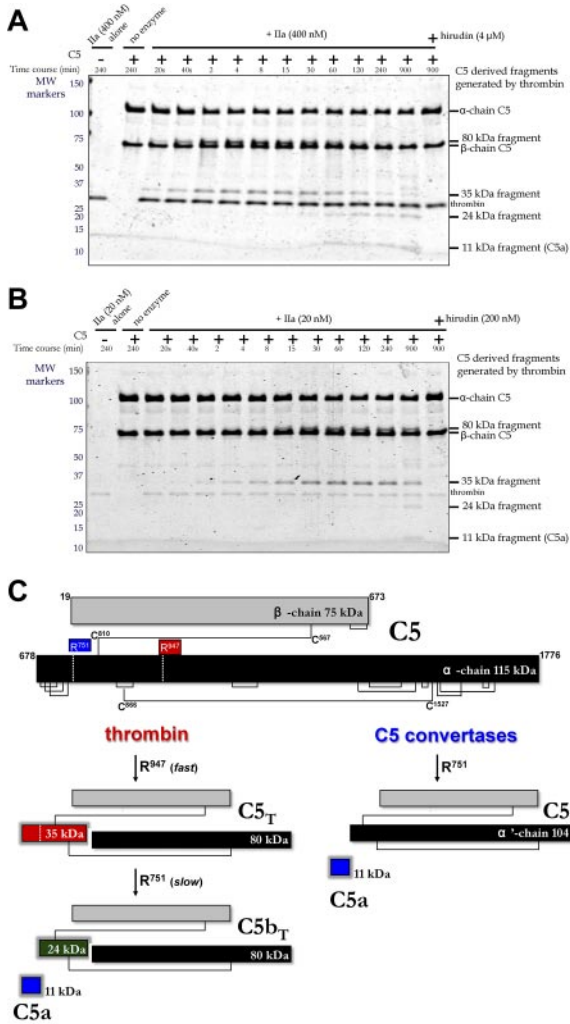 A
IIa (400 nM) alone
no enzyme
+ IIa (400 nM)
+ hirudin (4 µM)
C5 - + + + + + + + + + + + + +
Time course (min) 240 240 20s 40s 2 4 8 15 30 60 120 240 900 900
MW markers
C5 derived fragments
generated by thrombin
150
100
75
50
37
25
20
15
10
α-chain C5
80 kDa fragment
β-chain C5
35 kDa fragment
thrombin
24 kDa fragment
11 kDa fragment (C5a)
B
IIa (20 nM) alone
no enzyme
+ IIa (20 nM)
+ hirudin (200 nM)
C5 - + + + + + + + + + + + + +
Time course (min) 240 240 20s 40s 2 4 8 15 30 60 120 240 900 900
MW markers
C5 derived fragments
generated by thrombin
150
100
75
50
37
25
20
15
10
α-chain C5
80 kDa fragment
β-chain C5
35 kDa fragment
thrombin
24 kDa fragment
11 kDa fragment (C5a)
C
19 673
β -chain 75 kDa
C5
R751 C810 R947 C567
678 1776
α -chain 115 kDa
C866 C1527
thrombin
C5 convertases
R947 (fast)
R751
C5T
C5
35 kDa
80 kDa
α '-chain 104
11 kDa
C5a
R751 (slow)
C5bT
24 kDa
80 kDa
11 kDa
C5a